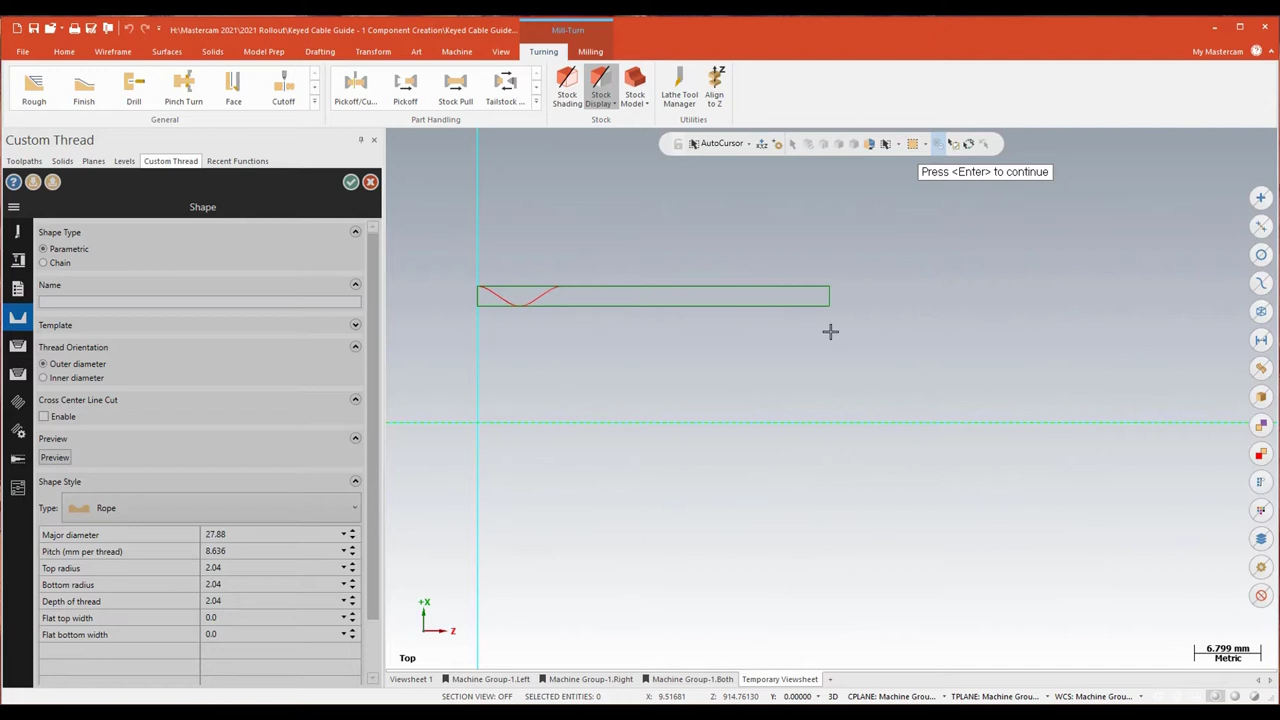 H:\Mastercam 2021\2021 Rollout\Keyed Cable Guide - 1 Component Creation\Keyed Cable Guide...
Mill-Turn
File Home Wireframe Surfaces Solids Model Prep Drafting Transform Art Machine View Turning Milling
My Mastercam
Rough Finish Drill Pinch Turn Face Cutoff
Pickoff/Cu... Pickoff Stock Pull Tailstock ...
Stock Shading
Stock Display
Stock Model
Lathe Tool Manager
Align to Z
General Part Handling Stock Utilities
Custom Thread
Toolpaths Solids Planes Levels Custom Thread Recent Functions
AutoCursor
Press <Enter> to continue
Shape
Shape Type
Parametric
Chain
Name
Template
Thread Orientation
Outer diameter
Inner diameter
Cross Center Line Cut
Enable
Preview
Preview
Shape Style
Type: Rope
Major diameter 27.88
Pitch (mm per thread) 8.636
Top radius 2.04
Bottom radius 2.04
Depth of thread 2.04
Flat top width 0.0
Flat bottom width 0.0
+X
Z
Top
6.799 mm
Metric
Viewsheet 1 Machine Group-1.Left Machine Group-1.Right Machine Group-1.Both Temporary Viewsheet +
SECTION VIEW: OFF SELECTED ENTITIES: 0 X: 9.51681 Z: 914.76130 Y: 0.00000 3D CPLANE: Machine Grou... TPLANE: Machine Grou... WCS: Machine Grou...